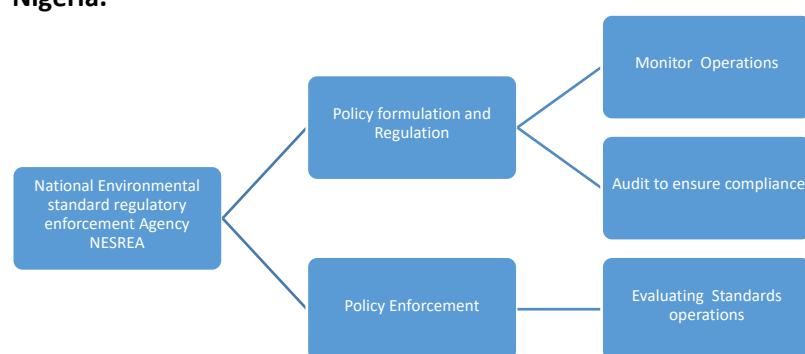 Nigeria.
Monitor Operations
Policy formulation and
Regulation
Audit to ensure compliance
National Environmental
standard regulatory
enforcement Agency
NESREA
Policy Enforcement
Evaluating Standards
operations